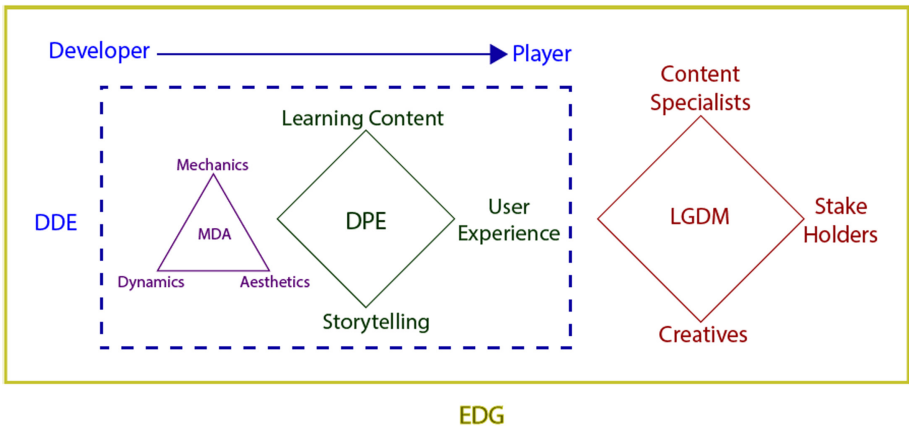 Developer
Player
Content
Specialists
Learning Content
Mechanics
MDA
Dynamics
Aesthetics
DDE
DPE
User
Experience
Storytelling
LGDM
Stake
Holders
Creatives
EDG